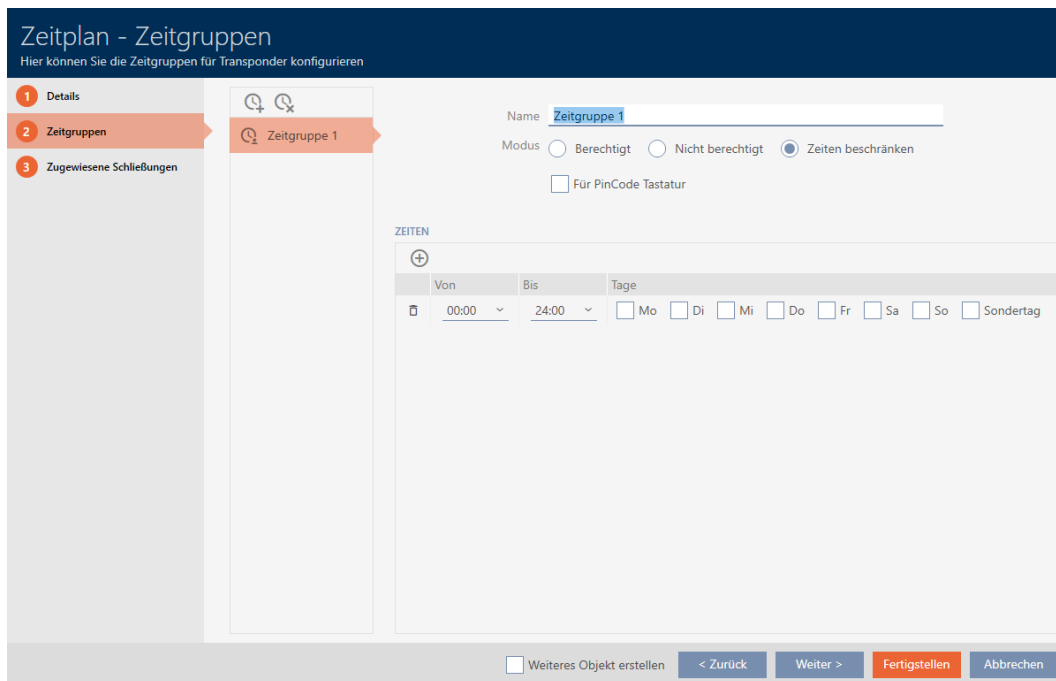 Zeitplan - Zeitgruppen
Hier können Sie die Zeitgruppen für Transponder konfigurieren
1 Details
2 Zeitgruppen
3 Zugewiesene Schließungen
Zeitgruppe 1
Name Zeitgruppe 1
Modus Berechtigt Nicht berechtigt Zeiten beschränken
Für PinCode Tastatur
ZEITEN
Von Bis Tage
00:00 24:00 Mo Di Mi Do Fr Sa So Sondertag
Weiteres Objekt erstellen < Zurück Weiter > Fertigstellen Abbrechen